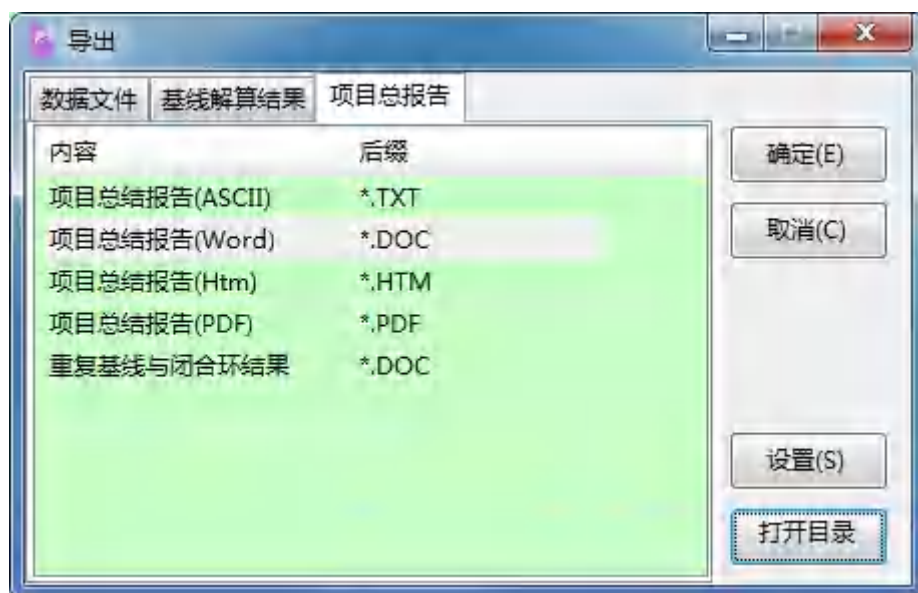 导出
数据文件 基线解算结果 项目总报告
内容 后缀
项目总结报告(ASCII) *.TXT
项目总结报告(Word) *.DOC
项目总结报告(Htm) *.HTM
项目总结报告(PDF) *.PDF
重复基线与闭合环结果 *.DOC
确定(E)
取消(C)
设置(S)
打开目录